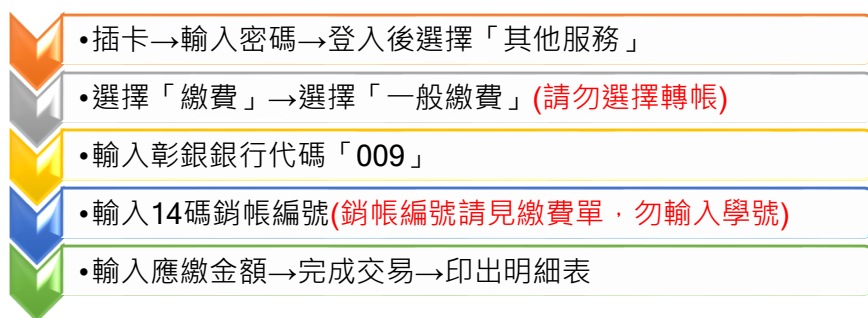 •插卡→輸入密碼→登入後選擇「其他服務」
•選擇「繳費」→選擇「一般繳費」(請勿選擇轉帳)
•輸入彰銀銀行代碼「009」
•輸入14碼銷帳編號(銷帳編號請見繳費單，勿輸入學號)
•輸入應繳金額→完成交易→印出明細表